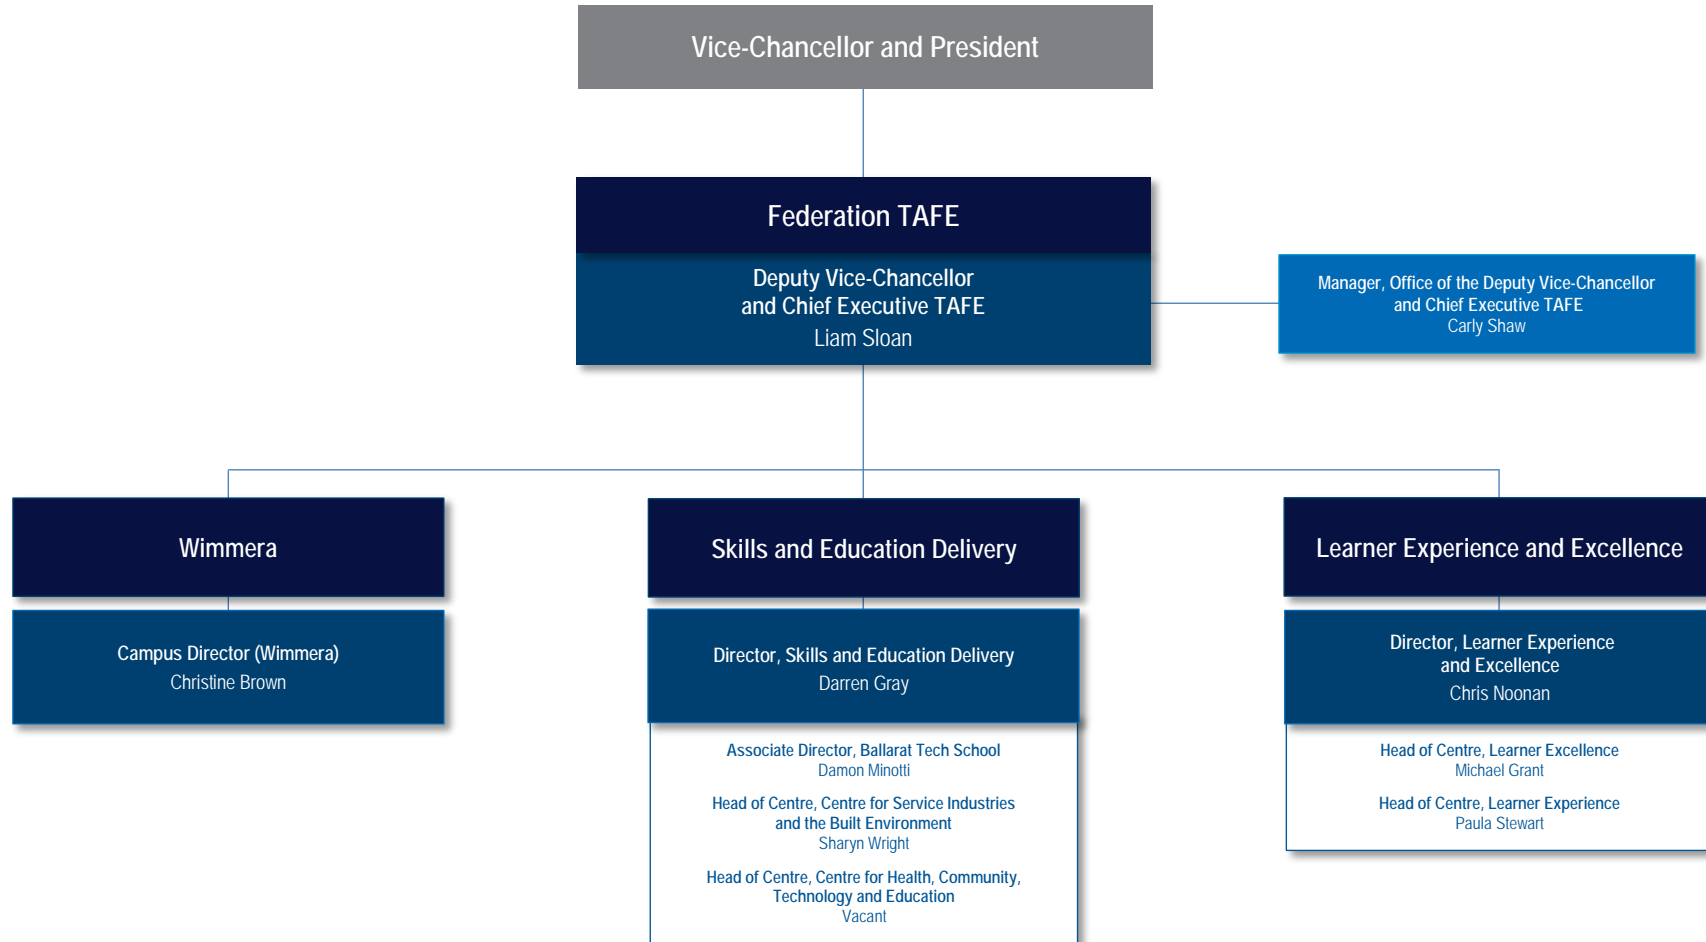 Vice-Chancellor and President
Federation TAFE
Deputy Vice-Chancellor
and Chief Executive TAFE
Liam Sloan
Manager, Office of the Deputy Vice-Chancellor
and Chief Executive TAFE
Carly Shaw
Wimmera
Campus Director (Wimmera)
Christine Brown
Skills and Education Delivery
Director, Skills and Education Delivery
Darren Gray
Associate Director, Ballarat Tech School
Damon Minotti
Head of Centre, Centre for Service Industries
and the Built Environment
Sharyn Wright
Head of Centre, Centre for Health, Community,
Technology and Education
Vacant
Learner Experience and Excellence
Director, Learner Experience
and Excellence
Chris Noonan
Head of Centre, Learner Excellence
Michael Grant
Head of Centre, Learner Experience
Paula Stewart